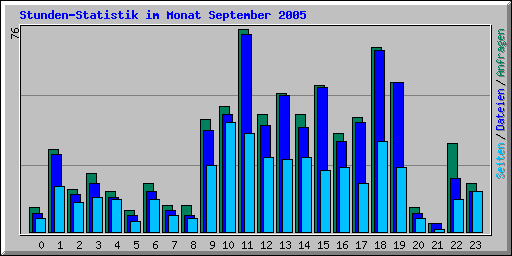 Stunden-Statistik im Monat September 2005
76
Seiten / Dateien / Anfragen
0 1 2 3 4 5 6 7 8 9 10 11 12 13 14 15 16 17 18 19 20 21 22 23